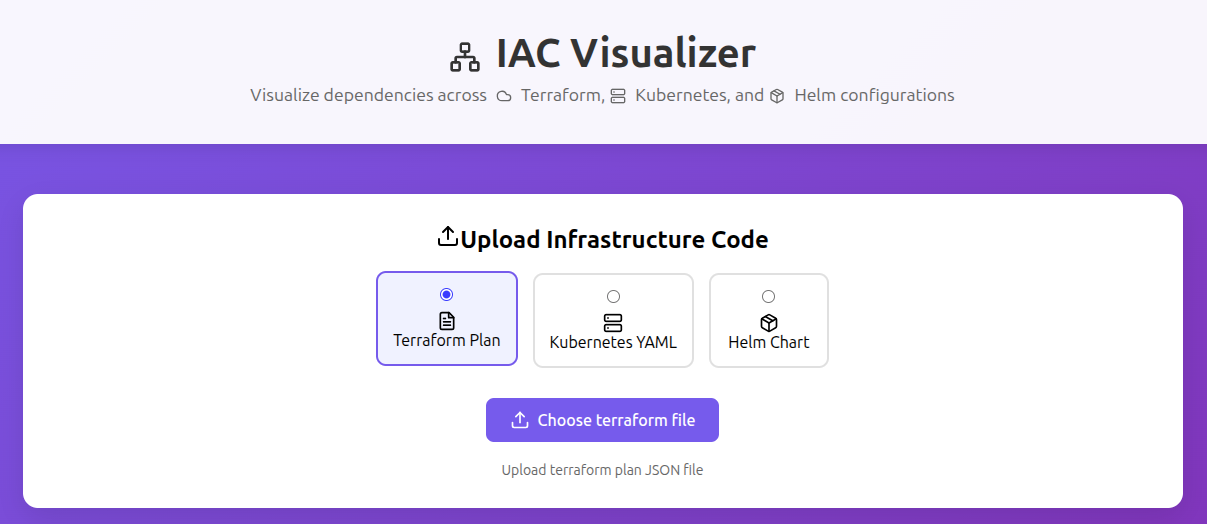 IAC Visualizer
Visualize dependencies across Terraform, Kubernetes, and Helm configurations
Upload Infrastructure Code
Terraform Plan
Kubernetes YAML
Helm Chart
Choose terraform file
Upload terraform plan JSON file